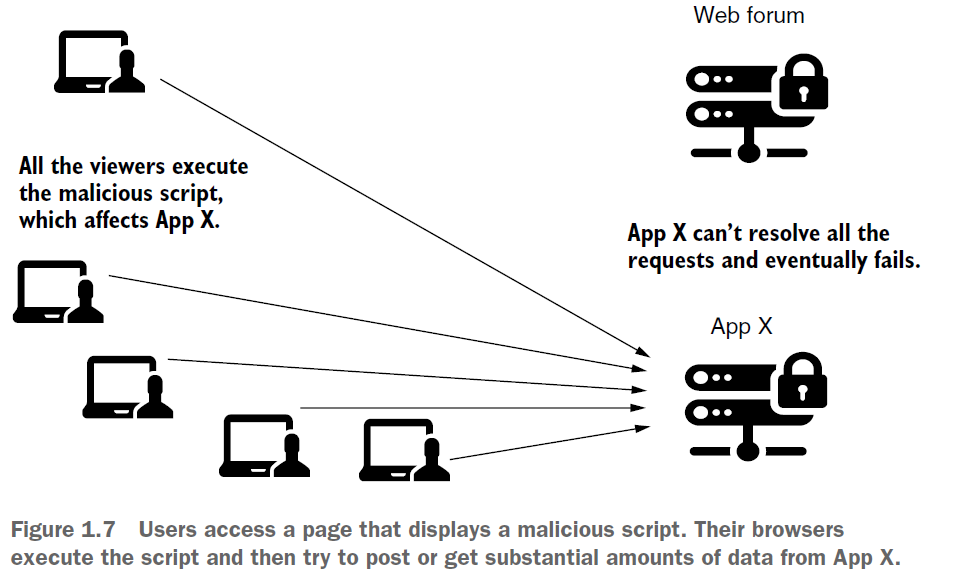 Web forum
All the viewers execute
the malicious script,
which affects App X.
App X can’t resolve all the
requests and eventually fails.
App X
Figure 1.7 Users access a page that displays a malicious script. Their browsers
execute the script and then try to post or get substantial amounts of data from App X.